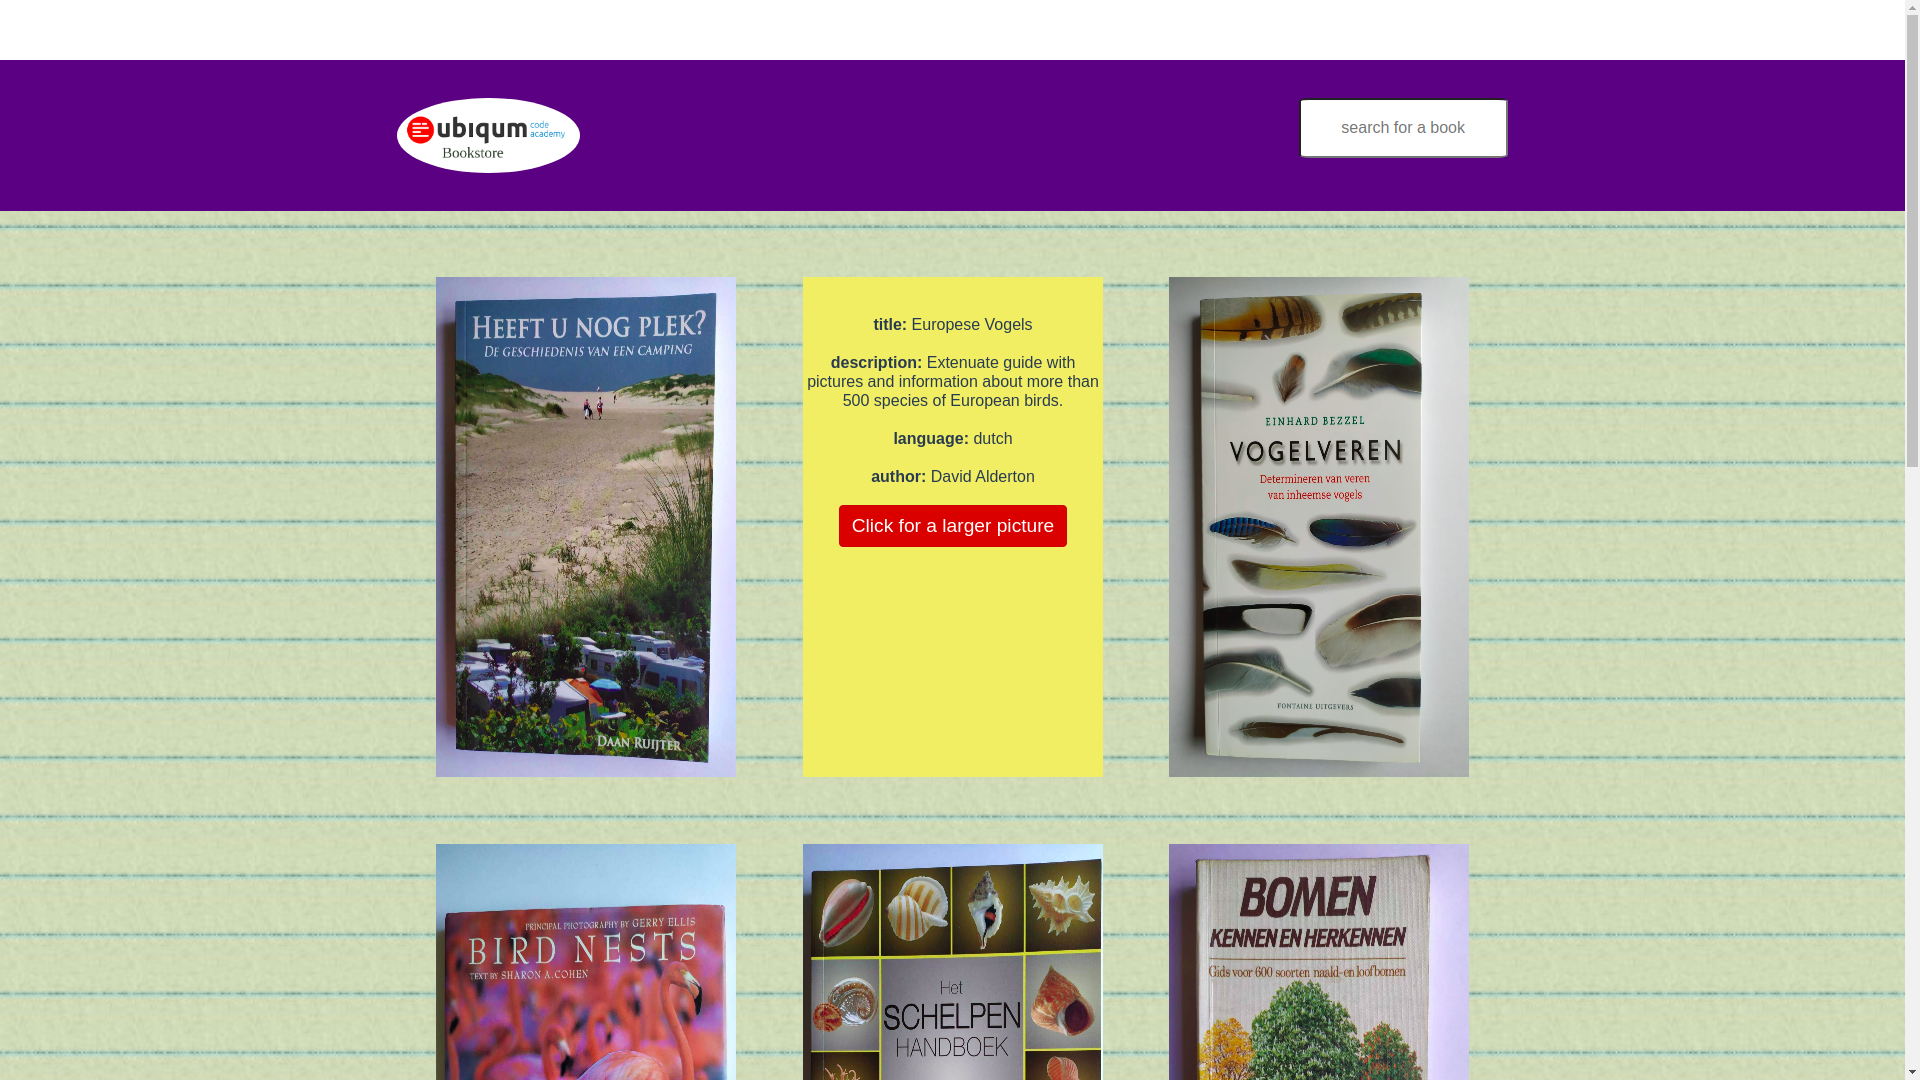 ubiqum code academy
Bookstore
search for a book
HEEFT U NOG PLEK?
DE GESCHIEDENIS VAN EEN CAMPING
DAAN RUIJTER
title: Europese Vogels
description: Extenuate guide with
pictures and information about more than
500 species of European birds.
language: dutch
author: David Alderton
Click for a larger picture
EINHARD BEZZEL
VOGELVEREN
Determineren van veren
van inheemse vogels
FONTAINE UITGEVERS
PRINCIPAL PHOTOGRAPHY BY GERRY ELLIS
BIRD NESTS
TEXT BY SHARON A. COHEN
Het
SCHELPEN
HANDBOEK
BOMEN
KENNEN EN HERKENNEN
Gids voor 600 soorten naald- en loofbomen